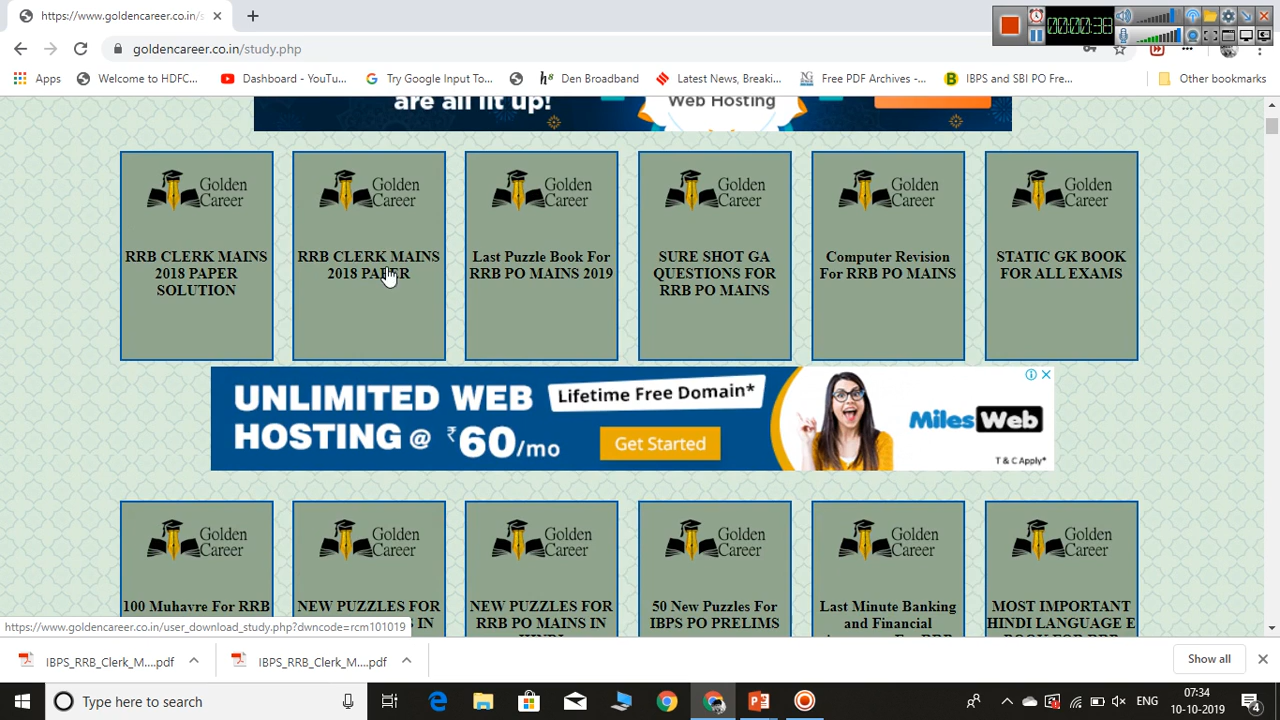 https://www.goldencareer.co.in/s
00:00:38
goldencareer.co.in/study.php
Apps
Welcome to HDFC...
Dashboard - YouTu...
Try Google Input To...
Den Broadband
Latest News, Breaki...
Free PDF Archives -...
IBPS and SBI PO Fre...
Other bookmarks
are all lit up!
Web Hosting
Golden Career
RRB CLERK MAINS
2018 PAPER
SOLUTION
Golden Career
RRB CLERK MAINS
2018 PAPER
Golden Career
Last Puzzle Book For
RRB PO MAINS 2019
Golden Career
SURE SHOT GA
QUESTIONS FOR
RRB PO MAINS
Golden Career
Computer Revision
For RRB PO MAINS
Golden Career
STATIC GK BOOK
FOR ALL EXAMS
UNLIMITED WEB
HOSTING @ ₹60/mo
Lifetime Free Domain*
Get Started
MilesWeb
T & C Apply*
Golden Career
100 Muhavre For RRB
Golden Career
NEW PUZZLES FOR
RRB PO MAINS IN
Golden Career
NEW PUZZLES FOR
RRB PO MAINS IN
HINDI
Golden Career
50 New Puzzles For
IBPS PO PRELIMS
Golden Career
Last Minute Banking
and Financial
Golden Career
MOST IMPORTANT
HINDI LANGUAGE E
BOOK FOR RRB
https://www.goldencareer.co.in/user_download_study.php?dwncode=rcm101019
IBPS_RRB_Clerk_M....pdf
IBPS_RRB_Clerk_M....pdf
Show all
Type here to search
ENG
07:34
10-10-2019
4